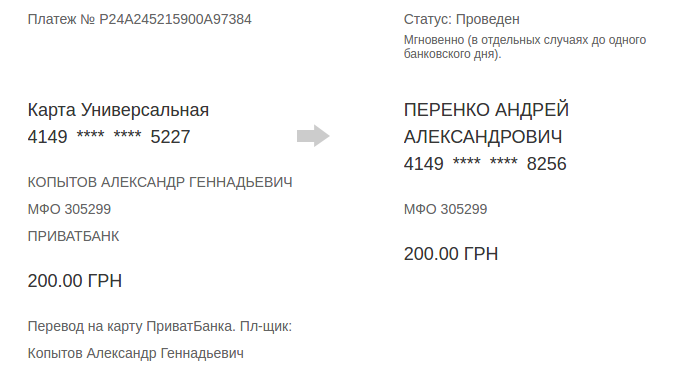 Платеж № P24A245215900A97384
Статус: Проведен
Мгновенно (в отдельных случаях до одного
банковского дня).
Карта Универсальная
4149 **** **** 5227
КОПЫТОВ АЛЕКСАНДР ГЕННАДЬЕВИЧ
МФО 305299
ПРИВАТБАНК
200.00 ГРН
Перевод на карту ПриватБанка. Пл-щик:
Копытов Александр Геннадьевич
ПЕРЕНКО АНДРЕЙ
АЛЕКСАНДРОВИЧ
4149 **** **** 8256
МФО 305299
200.00 ГРН